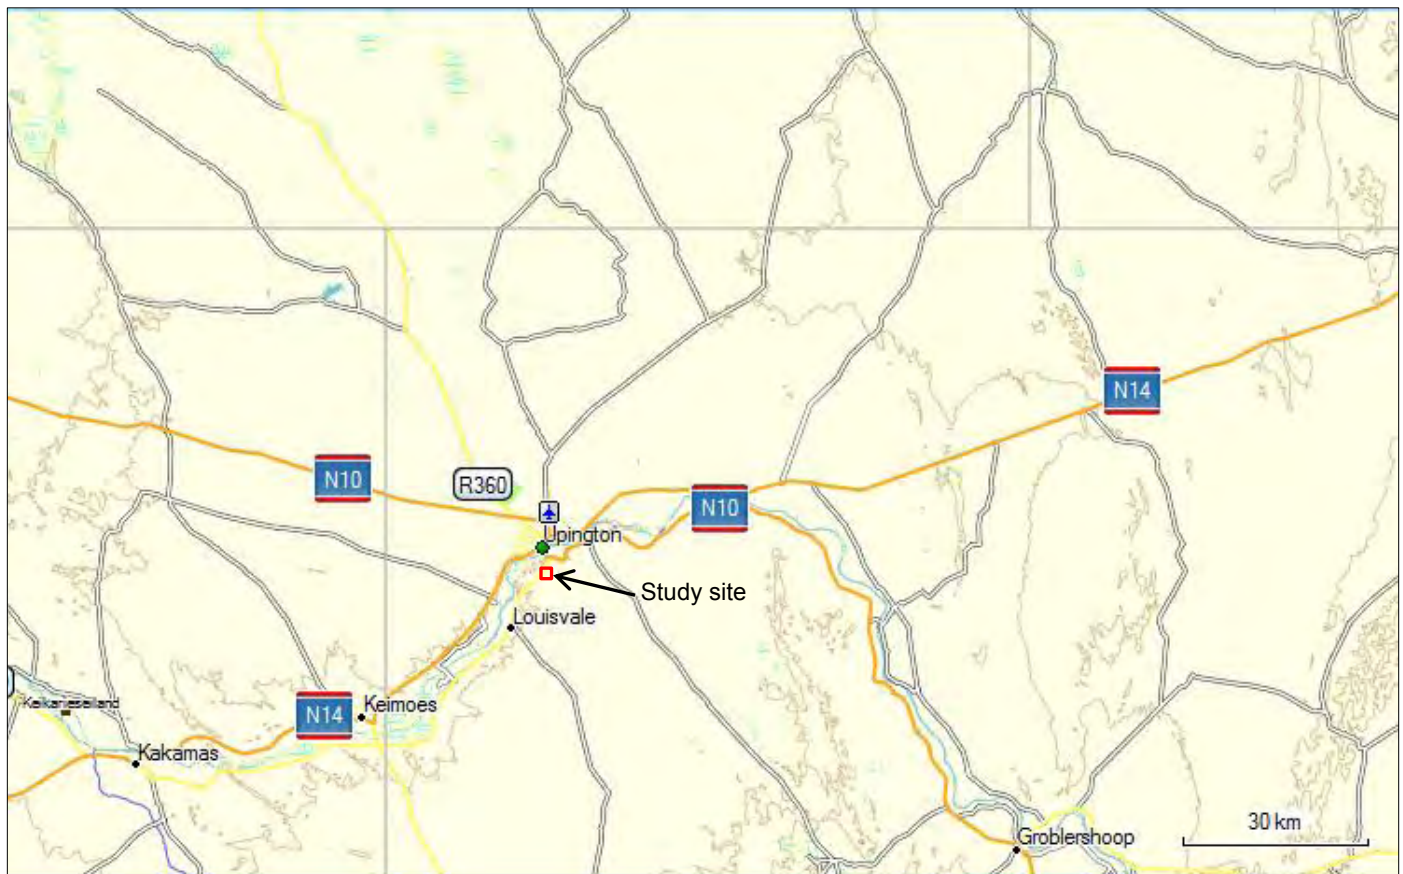 N14
N10
R360
N10
Upington
Study site
Louisvale
Keimoes
N14
Kakamas
30 km
Groblershoop